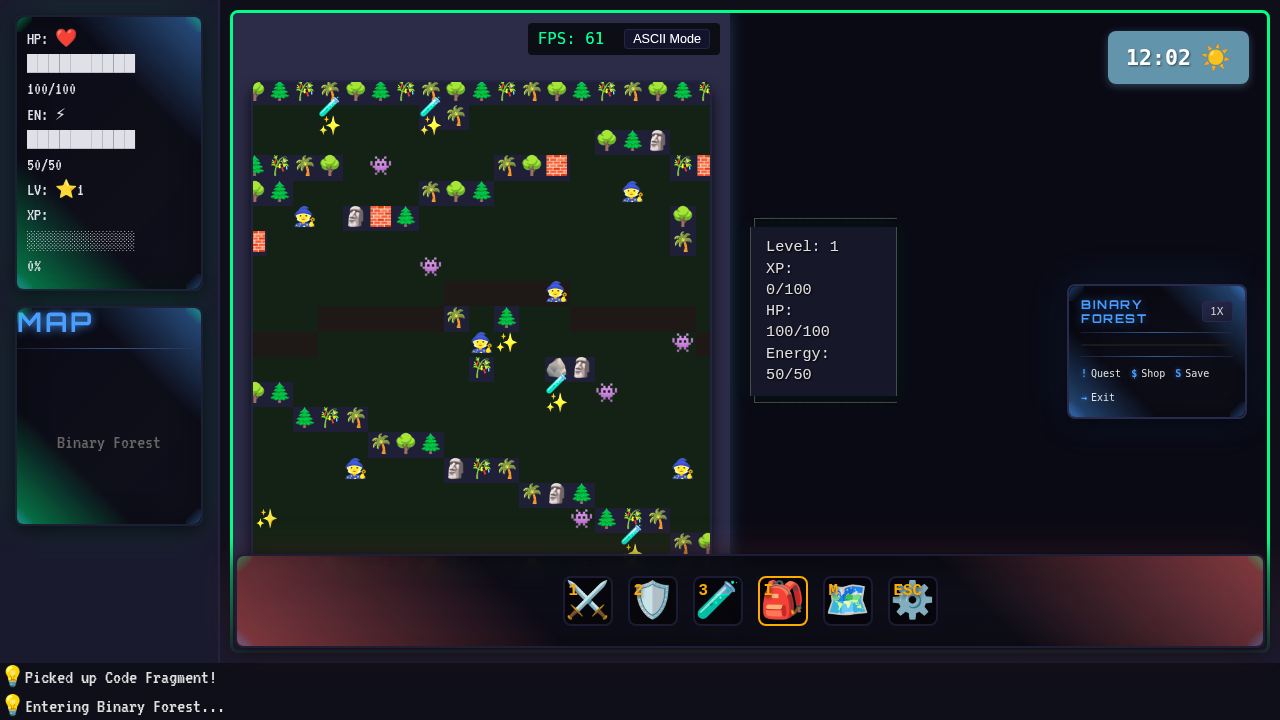 HP: ❤️
100/100
EN: ⚡
50/50
LV: ⭐1
XP:
0%
MAP
Binary Forest
FPS: 61 ASCII Mode
12:02 ☀️
Level: 1
XP:
0/100
HP:
100/100
Energy:
50/50
BINARY
FOREST
1X
! Quest $ Shop S Save
→ Exit
1 2 3 I M ESC
💡Picked up Code Fragment!
💡Entering Binary Forest...